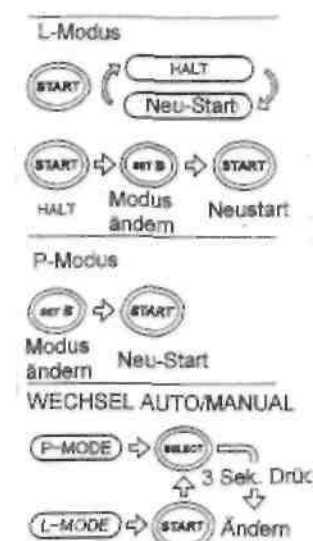 L-Modus
HALT
START
Neu-Start
START SET B START
HALT Modus ändern Neustart
P-Modus
SET B START
Modus ändern Neu-Start
WECHSEL AUTO/MANUAL
P-MODE SELECT
3 Sek. Drüc
L-MODE START Ändern